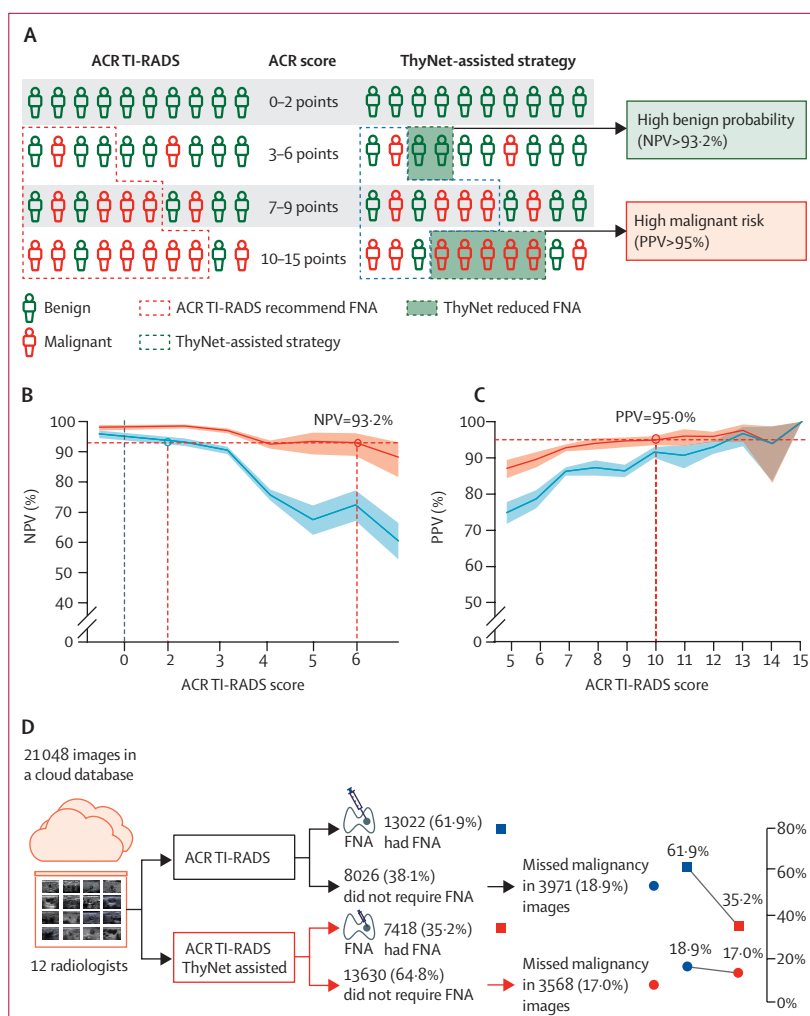 A
ACR TI-RADS
ACR score
ThyNet-assisted strategy
0–2 points
3–6 points
7–9 points
10–15 points
High benign probability
(NPV>93·2%)
High malignant risk
(PPV>95%)
Benign
ACR TI-RADS recommend FNA
ThyNet reduced FNA
Malignant
ThyNet-assisted strategy
B
NPV=93·2%
NPV (%)
100
90
80
70
60
40
0
0
2
3
4
5
6
ACR TI-RADS score
C
PPV=95·0%
PPV (%)
100
90
80
70
60
50
0
5
6
7
8
9
10
11
12
13
14
15
ACR TI-RADS score
D
21 048 images in
a cloud database
12 radiologists
ACR TI-RADS
ACR TI-RADS
ThyNet assisted
FNA
13022 (61·9%)
had FNA
8026 (38·1%)
did not require FNA
FNA
7418 (35·2%)
had FNA
13630 (64·8%)
did not require FNA
Missed malignancy
in 3971 (18·9%)
images
Missed malignancy
in 3568 (17·0%)
images
61·9%
35·2%
18·9%
17·0%
80%
60%
40%
20%
0%